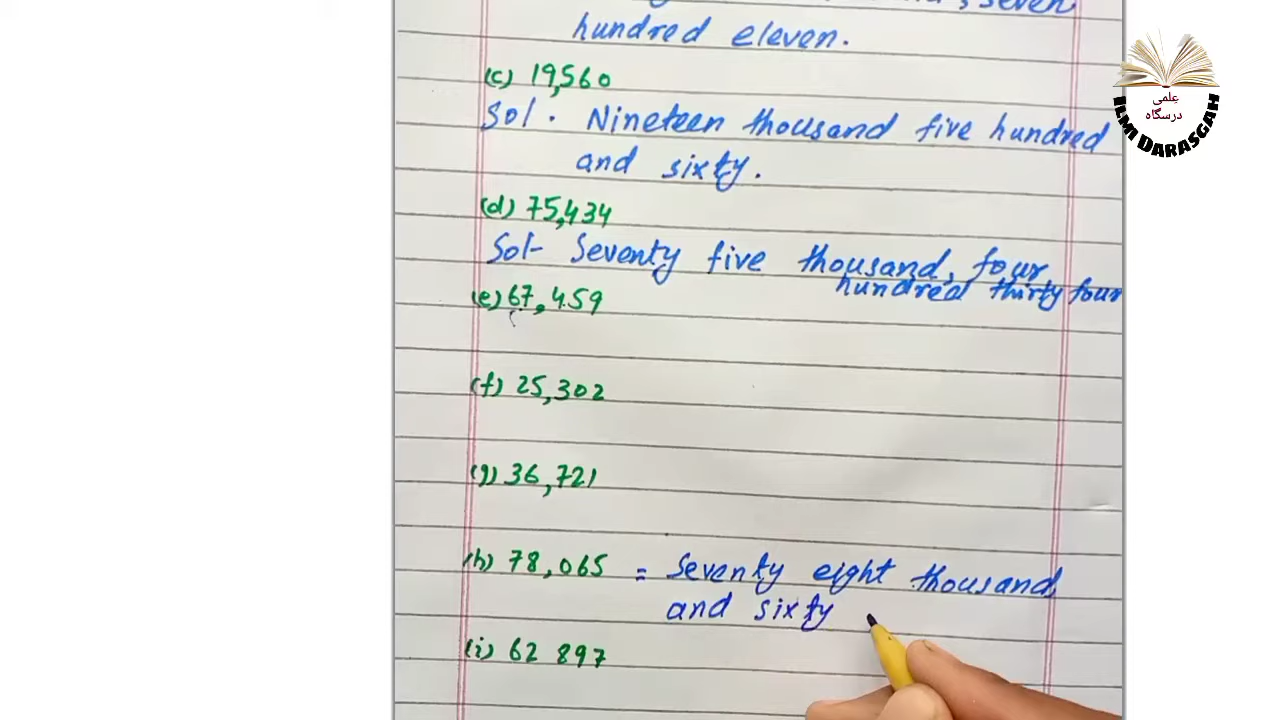 seven
hundred eleven.
(c) 19,560
Sol. Nineteen thousand five hundred
and sixty.
(d) 75,434
Sol- Seventy five thousand, four
hundred thirty four
(e) 67,459
(f) 25,302
(g) 36,721
(h) 78,065 = Seventy eight thousand
and sixty
(i) 62 897
علمی
درسگاہ
ILMI DARASGAH